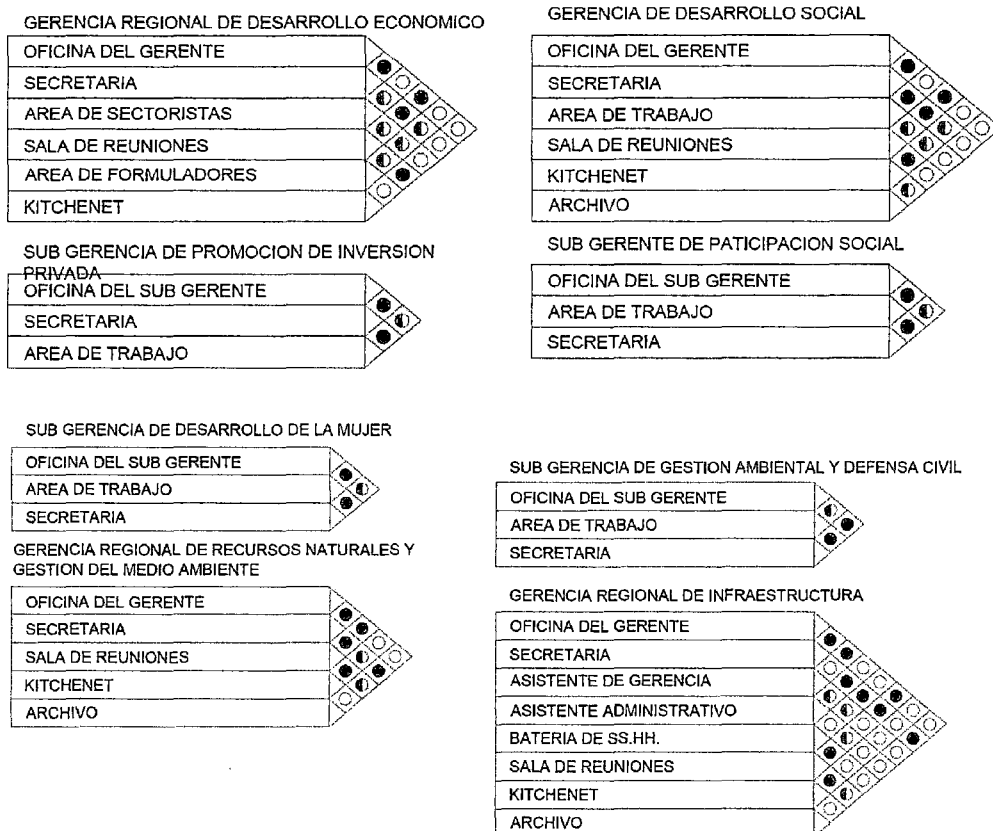 GERENCIA REGIONAL DE DESARROLLO ECONOMICO
OFICINA DEL GERENTE
SECRETARIA
AREA DE SECTORISTAS
SALA DE REUNIONES
AREA DE FORMULADORES
KITCHENET
GERENCIA DE DESARROLLO SOCIAL
OFICINA DEL GERENTE
SECRETARIA
AREA DE TRABAJO
SALA DE REUNIONES
KITCHENET
ARCHIVO
SUB GERENCIA DE PROMOCION DE INVERSION
PRIVADA
OFICINA DEL SUB GERENTE
SECRETARIA
AREA DE TRABAJO
SUB GERENTE DE PATICIPACION SOCIAL
OFICINA DEL SUB GERENTE
AREA DE TRABAJO
SECRETARIA
SUB GERENCIA DE DESARROLLO DE LA MUJER
OFICINA DEL SUB GERENTE
AREA DE TRABAJO
SECRETARIA
SUB GERENCIA DE GESTION AMBIENTAL Y DEFENSA CIVIL
OFICINA DEL SUB GERENTE
AREA DE TRABAJO
SECRETARIA
GERENCIA REGIONAL DE RECURSOS NATURALES Y
GESTION DEL MEDIO AMBIENTE
OFICINA DEL GERENTE
SECRETARIA
SALA DE REUNIONES
KITCHENET
ARCHIVO
GERENCIA REGIONAL DE INFRAESTRUCTURA
OFICINA DEL GERENTE
SECRETARIA
ASISTENTE DE GERENCIA
ASISTENTE ADMINISTRATIVO
BATERIA DE SS.HH.
SALA DE REUNIONES
KITCHENET
ARCHIVO